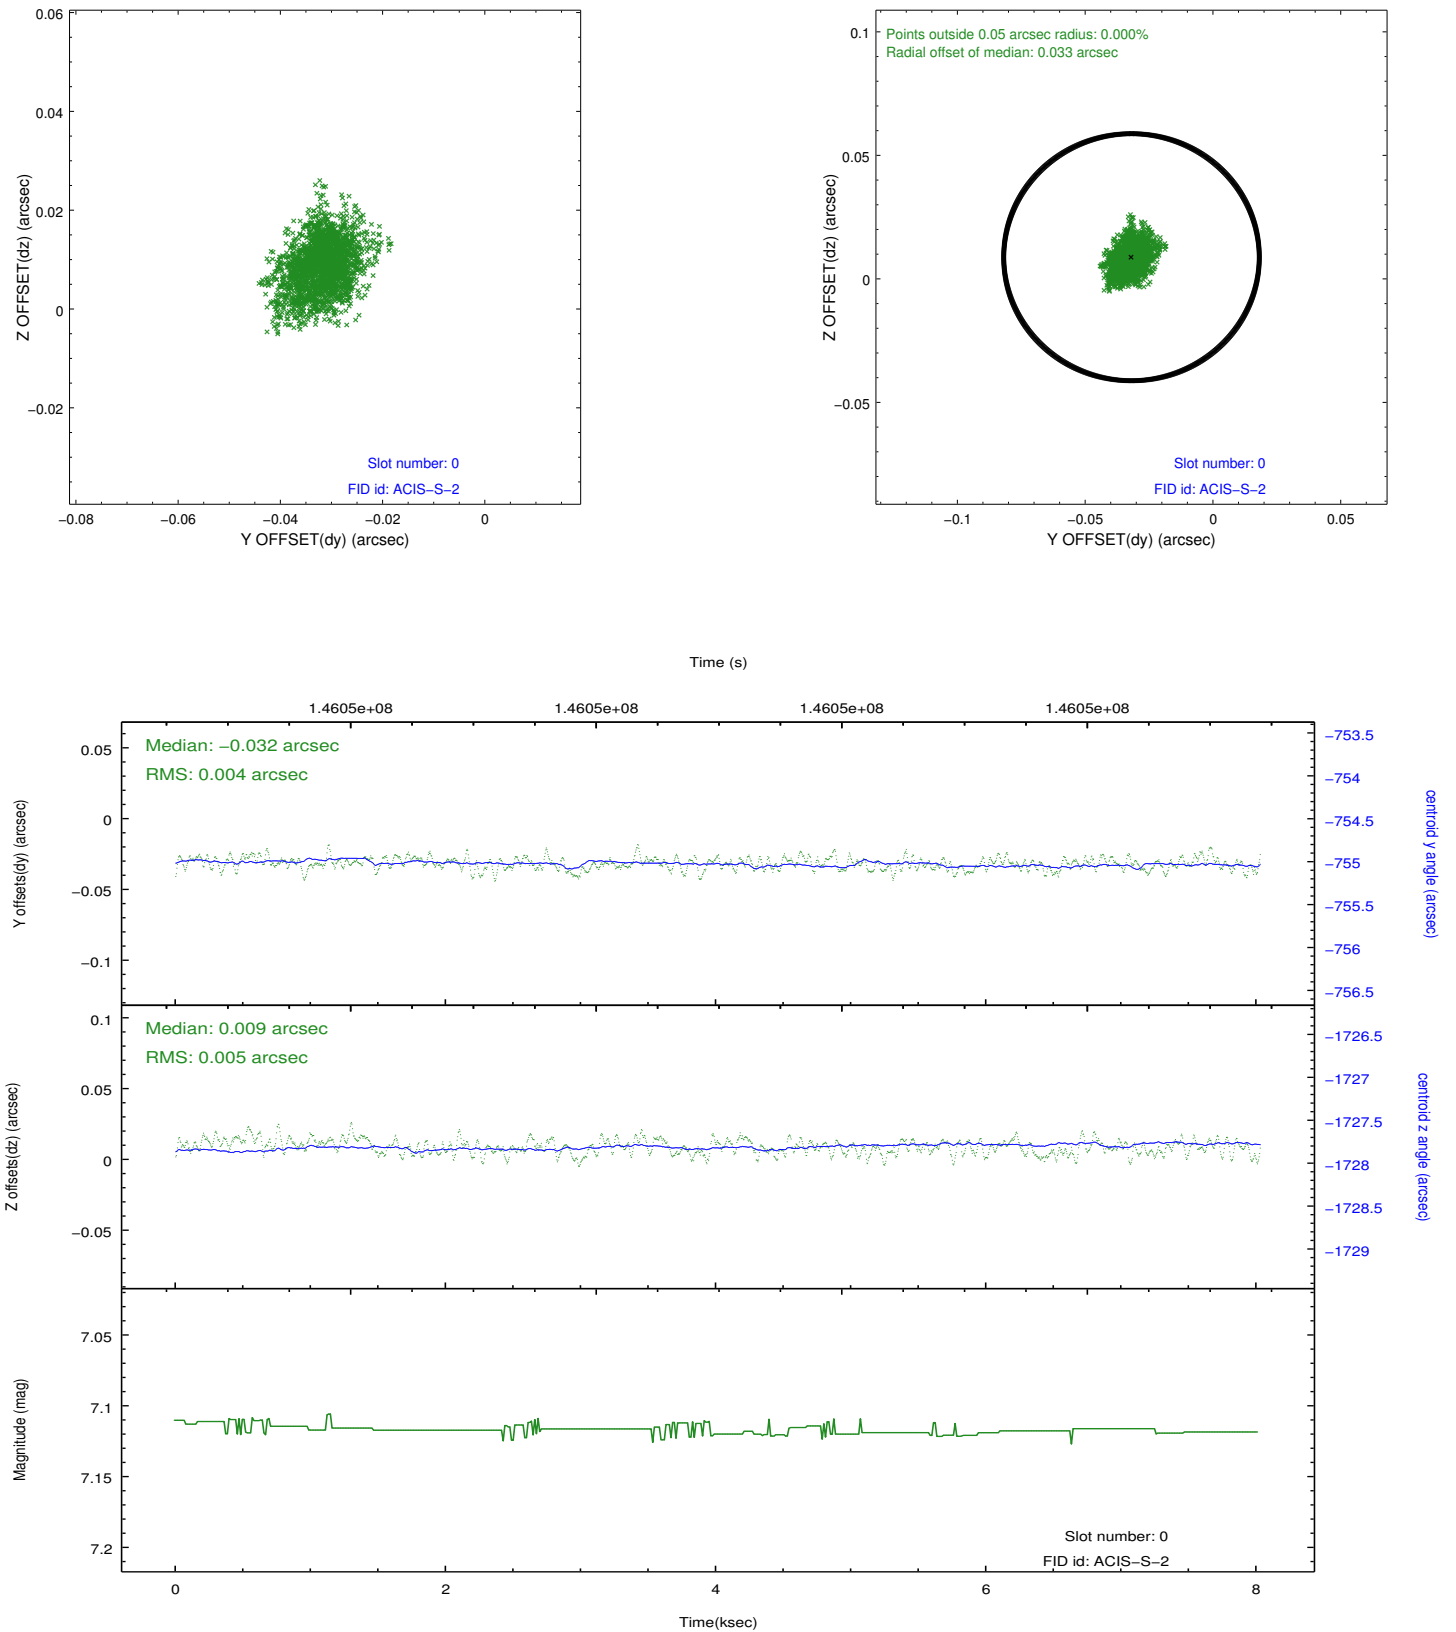 0.06
0.04
0.02
0
−0.02
Z OFFSET(dz) (arcsec)
Slot number: 0
FID id: ACIS−S−2
−0.08
−0.06
−0.04
−0.02
0
Y OFFSET(dy) (arcsec)
Points outside 0.05 arcsec radius: 0.000%
Radial offset of median: 0.033 arcsec
0.1
0.05
0
−0.05
Z OFFSET(dz) (arcsec)
Slot number: 0
FID id: ACIS−S−2
−0.1
−0.05
0
0.05
Y OFFSET(dy) (arcsec)
Time (s)
1.4605e+08
1.4605e+08
1.4605e+08
1.4605e+08
Median: −0.032 arcsec
RMS: 0.004 arcsec
0.05
0
−0.05
−0.1
Y offsets(dy) (arcsec)
−753.5
−754
−754.5
−755
−755.5
−756
−756.5
centroid y angle (arcsec)
Median: 0.009 arcsec
RMS: 0.005 arcsec
0.1
0.05
0
−0.05
Z offsets(dz) (arcsec)
−1726.5
−1727
−1727.5
−1728
−1728.5
−1729
centroid z angle (arcsec)
7.05
7.1
7.15
7.2
Magnitude (mag)
Slot number: 0
FID id: ACIS−S−2
0
2
4
6
8
Time(ksec)